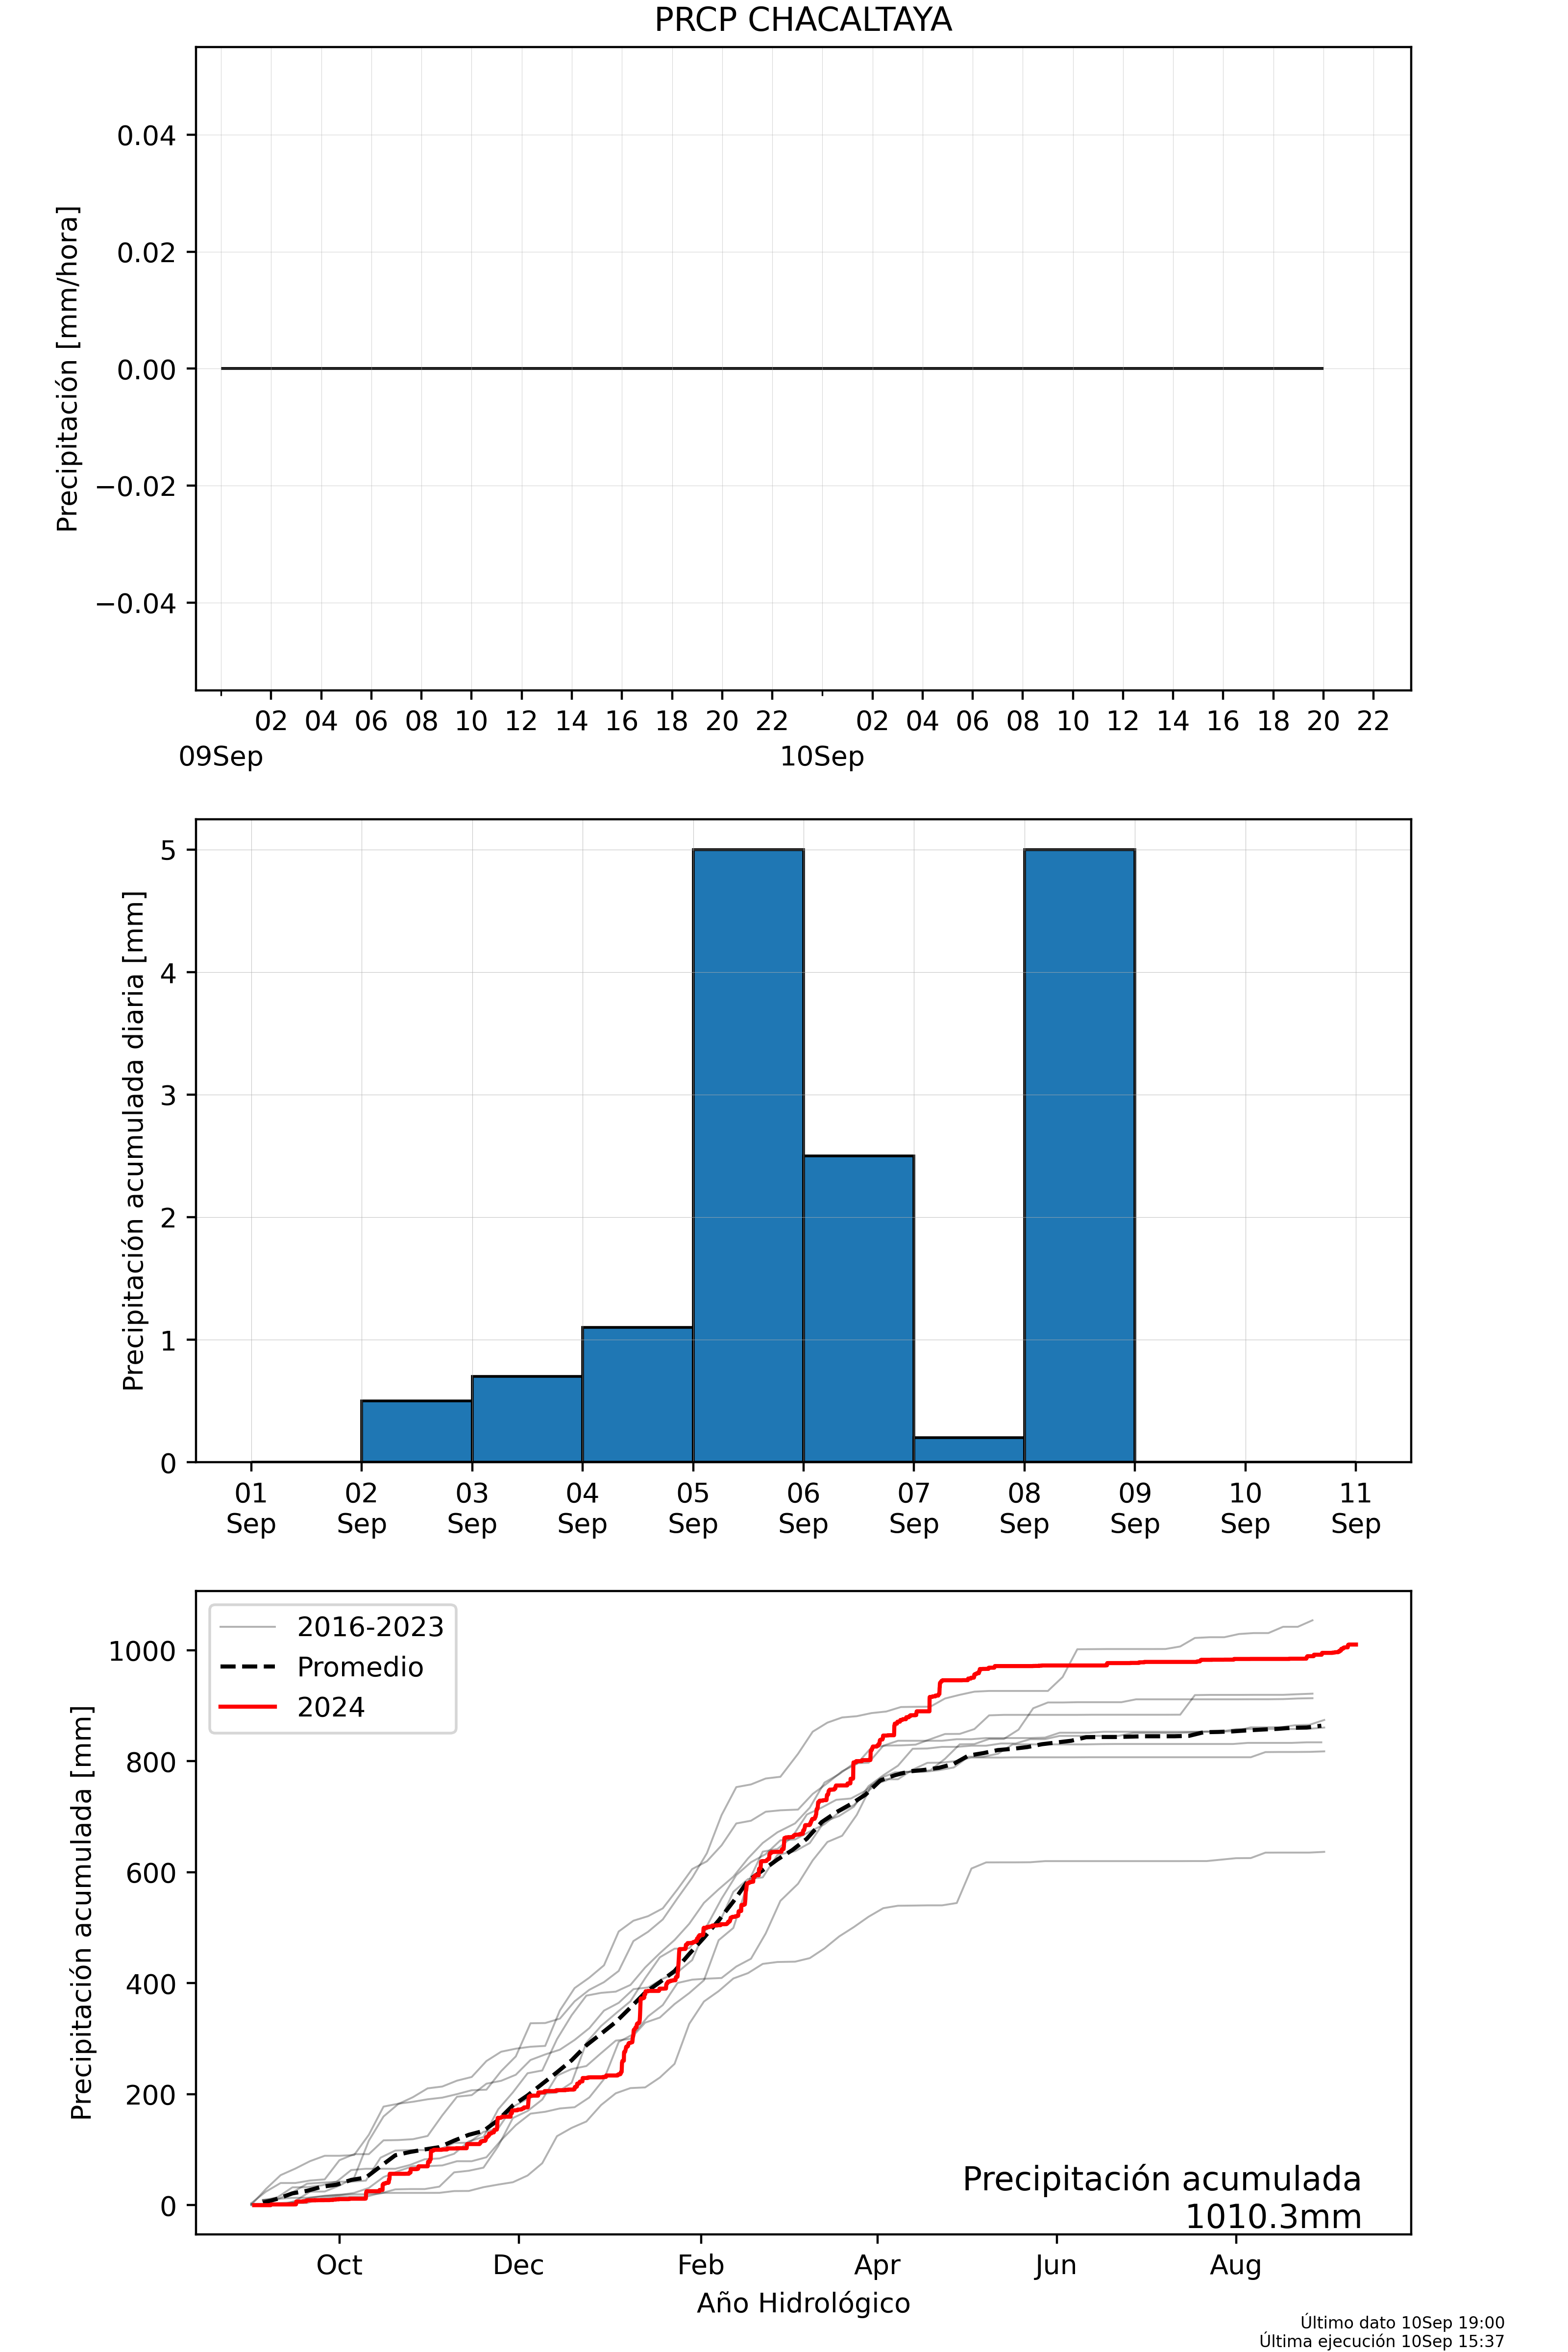 PRCP CHACALTAYA
Precipitación [mm/hora]
0.04
0.02
0.00
−0.02
−0.04
02 04 06 08 10 12 14 16 18 20 22 02 04 06 08 10 12 14 16 18 20 22
09Sep 10Sep
Precipitación acumulada diaria [mm]
5
4
3
2
1
0
01 02 03 04 05 06 07 08 09 10 11
Sep Sep Sep Sep Sep Sep Sep Sep Sep Sep Sep
Precipitación acumulada [mm]
1000
800
600
400
200
0
2016-2023
Promedio
2024
Precipitación acumulada
1010.3mm
Oct Dec Feb Apr Jun Aug
Año Hidrológico
Último dato 10Sep 19:00
Última ejecución 10Sep 15:37